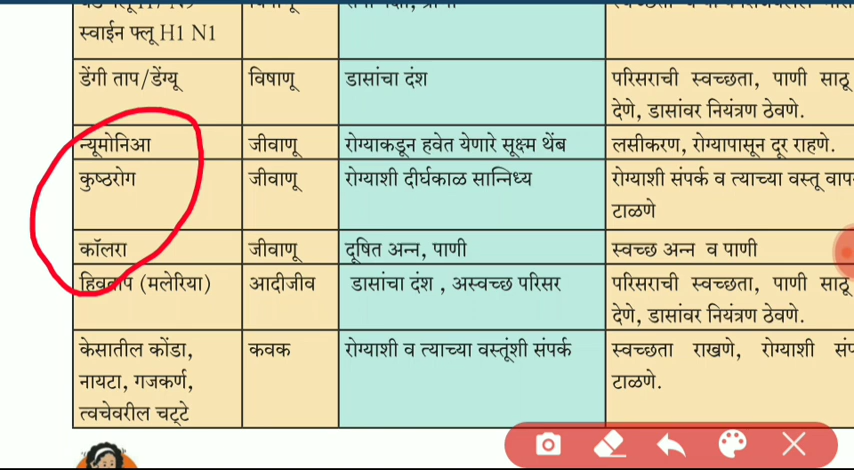 स्वाईन फ्लू H1 N1
डेंगी ताप/डेंग्यू विषाणू डासांचा दंश परिसराची स्वच्छता, पाणी साठू
देणे, डासांवर नियंत्रण ठेवणे.
न्यूमोनिआ जीवाणू रोग्याकडून हवेत येणारे सूक्ष्म थेंब लसीकरण, रोग्यापासून दूर राहणे.
कुष्ठरोग जीवाणू रोग्याशी दीर्घकाळ सान्निध्य रोग्याशी संपर्क व त्याच्या वस्तू
टाळणे
कॉलरा जीवाणू दूषित अन्न, पाणी स्वच्छ अन्न व पाणी
हिवताप (मलेरिया) आदीजीव डासांचा दंश , अस्वच्छ परिसर परिसराची स्वच्छता, पाणी साठू
देणे, डासांवर नियंत्रण ठेवणे.
केसातील कोंडा, कवक रोग्याशी व त्याच्या वस्तूंशी संपर्क स्वच्छता राखणे, रोग्याशी
नायटा, गजकर्ण, टाळणे.
त्वचेवरील चट्टे